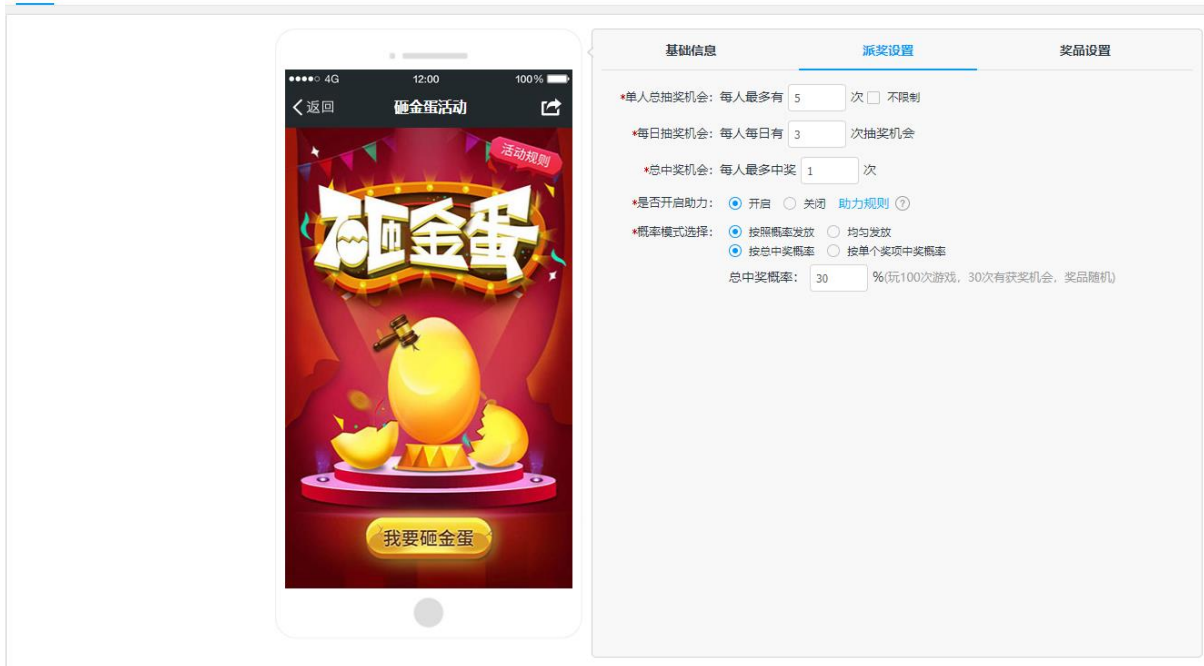 基础信息 派奖设置 奖品设置
4G 12:00 100%
返回 砸金蛋活动
活动规则
砸金蛋
我要砸金蛋
*单人总抽奖机会：每人最多有 5 次 不限制
*每日抽奖机会：每人每日有 3 次抽奖机会
*总中奖机会：每人最多中奖 1 次
*是否开启助力： 开启 关闭 助力规则 ?
*概率模式选择： 按照概率发放 均匀发放
按总中奖概率 按单个奖项中奖概率
总中奖概率： 30 %(玩100次游戏，30次有获奖机会，奖品随机)